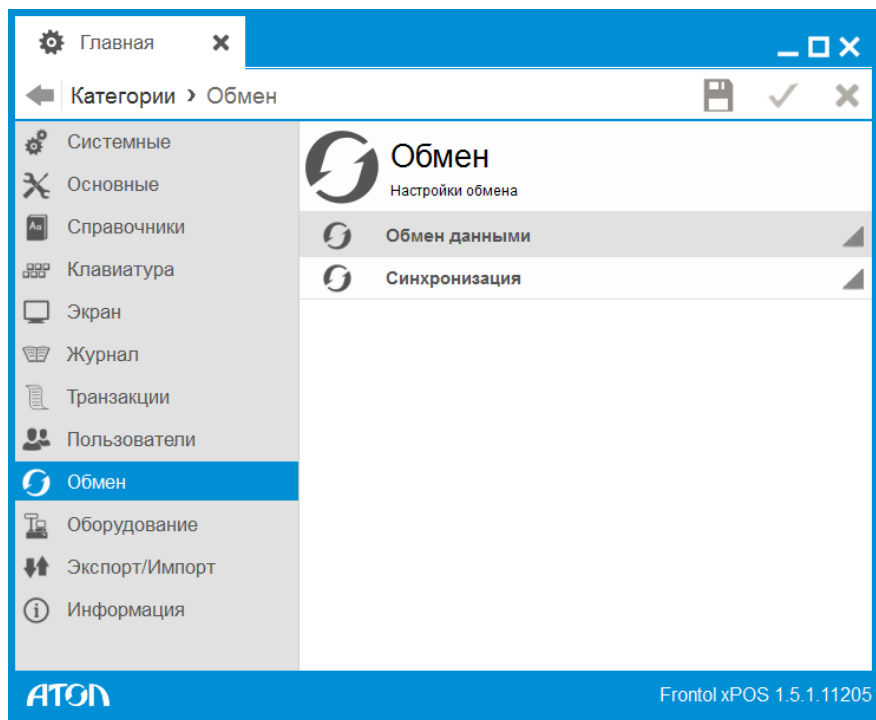 Главная
Категории › Обмен
Системные
Основные
Справочники
Клавиатура
Экран
Журнал
Транзакции
Пользователи
Обмен
Оборудование
Экспорт/Импорт
Информация
Обмен
Настройки обмена
Обмен данными
Синхронизация
ATOL
Frontol xPOS 1.5.1.11205